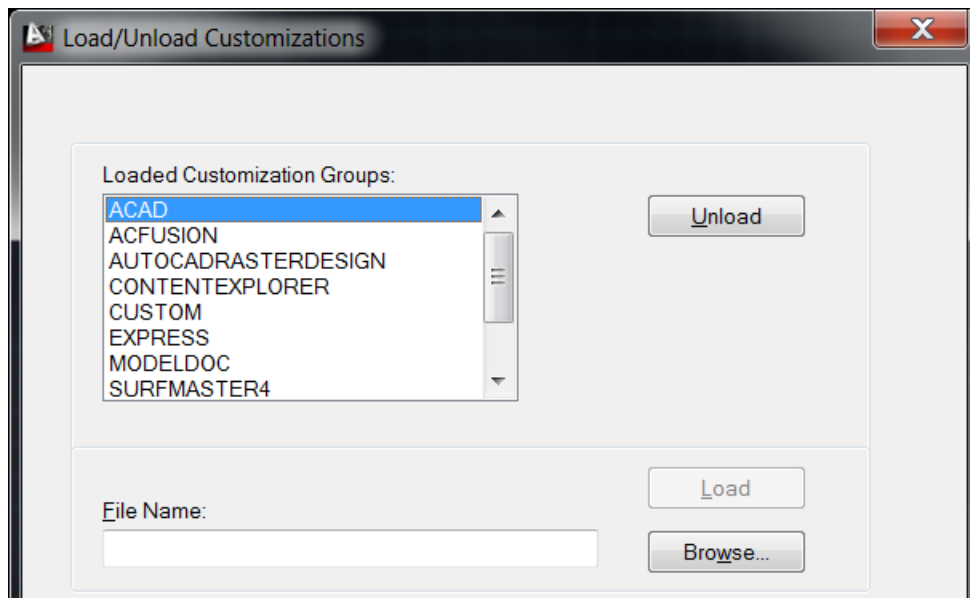 Load/Unload Customizations
Loaded Customization Groups:
ACAD
ACFUSION
AUTOCADRASTERDESIGN
CONTENTEXPLORER
CUSTOM
EXPRESS
MODELDOC
SURFMASTER4
Unload
Load
File Name:
Browse...